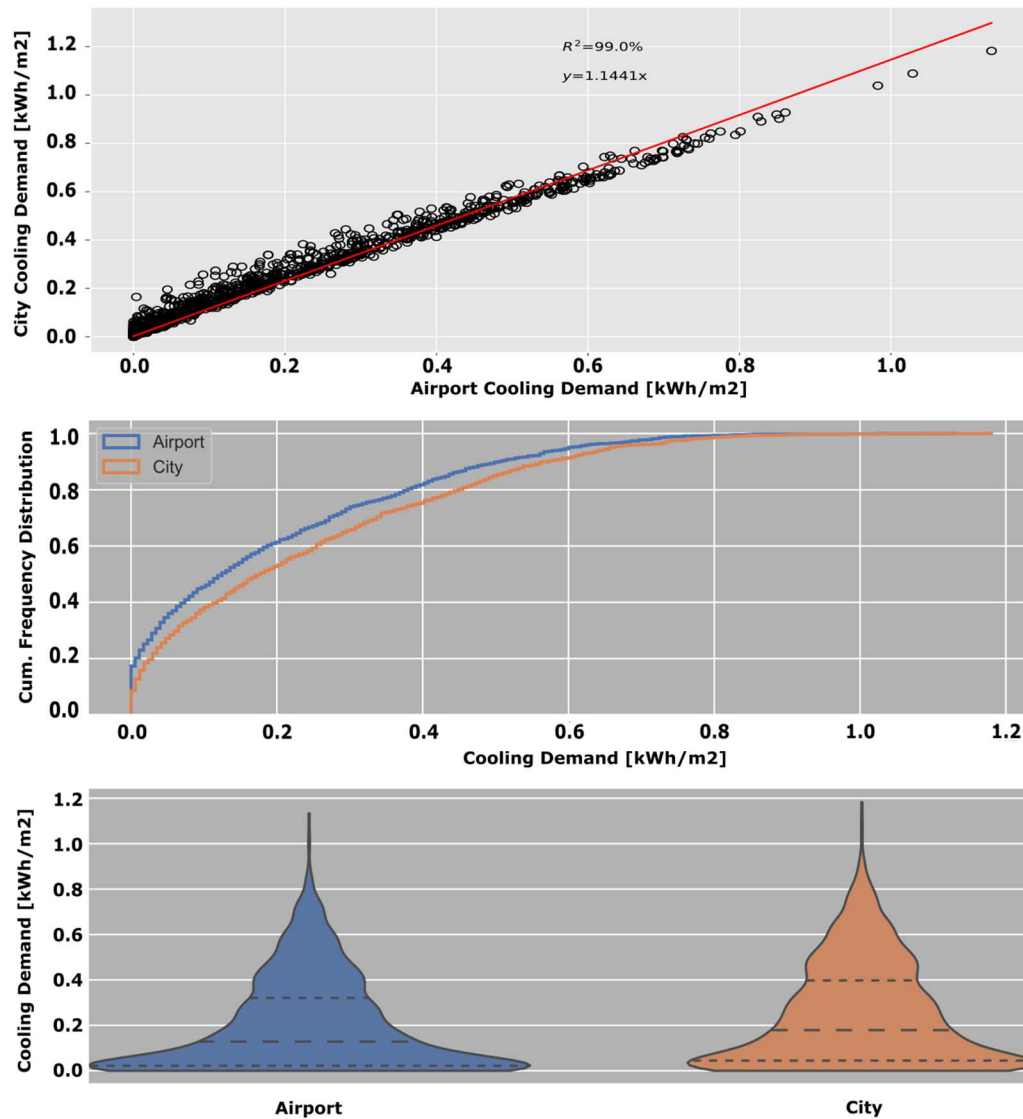 City Cooling Demand [kWh/m2]
1.2
1.0
0.8
0.6
0.4
0.2
0.0
R²=99.0%
y=1.1441x
0.0 0.2 0.4 0.6 0.8 1.0
Airport Cooling Demand [kWh/m2]
Cum. Frequency Distribution
1.0
0.8
0.6
0.4
0.2
0.0
Airport
City
0.0 0.2 0.4 0.6 0.8 1.0 1.2
Cooling Demand [kWh/m2]
Cooling Demand [kWh/m2]
1.2
1.0
0.8
0.6
0.4
0.2
0.0
Airport City